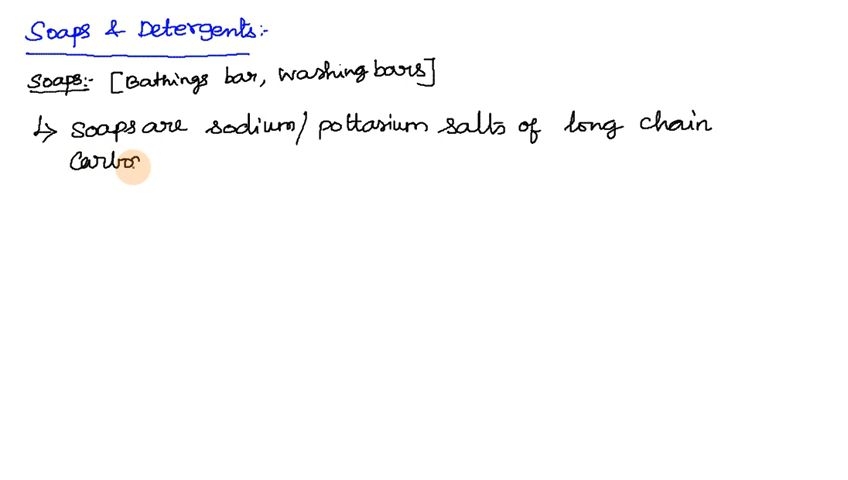 Soaps & Detergents:-
Soaps:- [Bathings bar, washing bars]
↳ Soaps are sodium/pottasium salts of long chain
Carbo